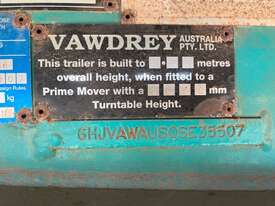 VAWDREY AUSTRALIA
PTY. LTD.
This trailer is built to metres
overall height, when fitted to a
Prime Mover with a mm
Turntable Height.
kg